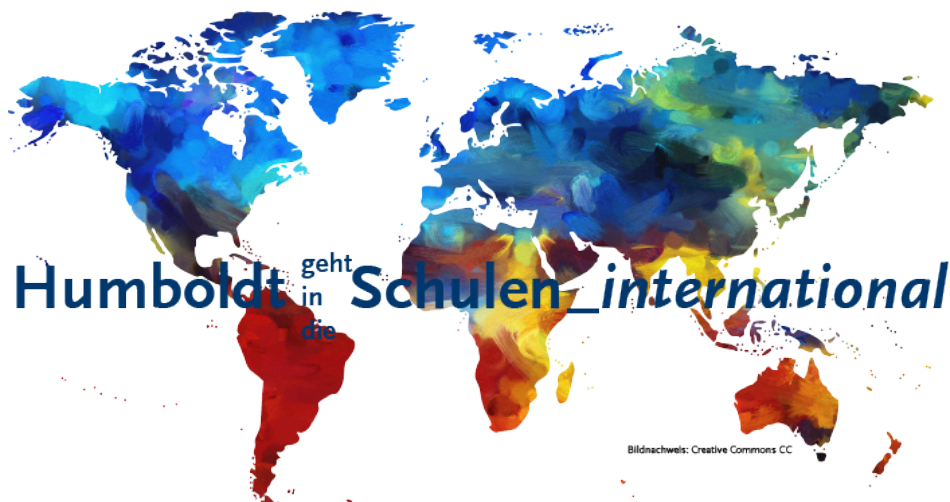 Humboldt geht in die Schulen_international
Bildnachweis: Creative Commons CC